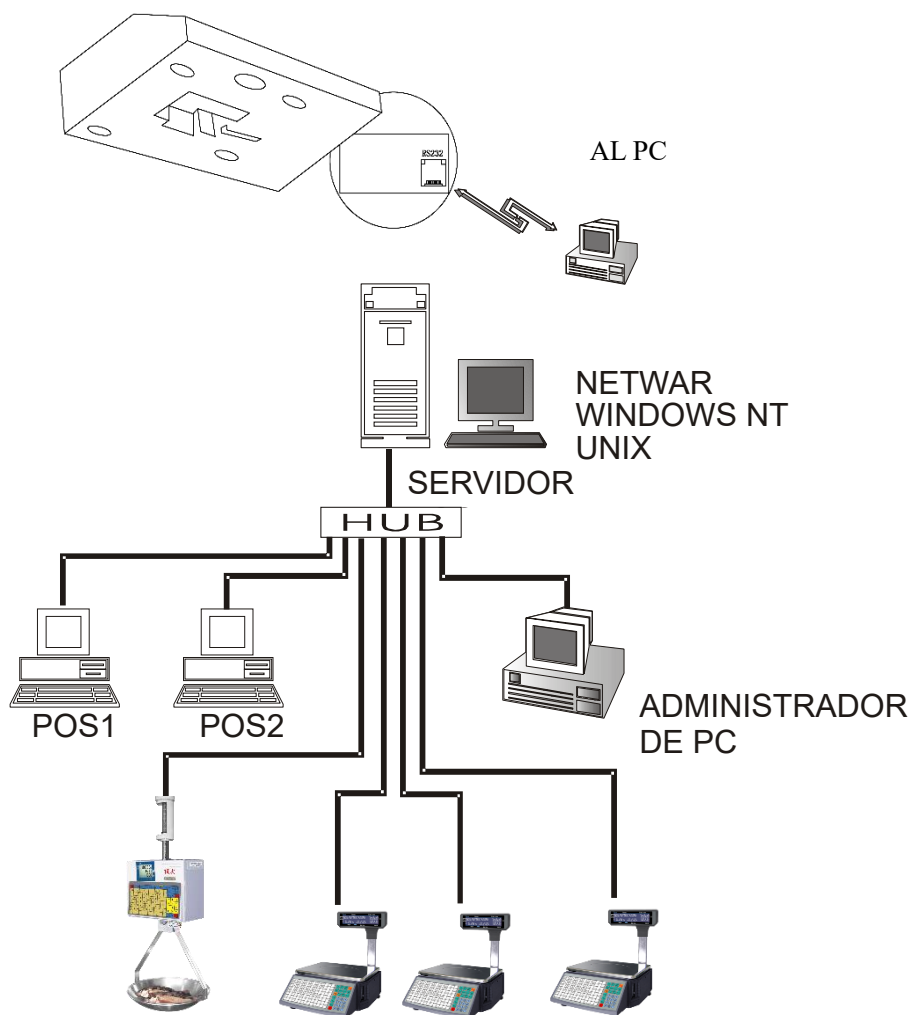 RS232
AL PC
NETWAR
WINDOWS NT
UNIX
SERVIDOR
HUB
POS1
POS2
ADMINISTRADOR
DE PC